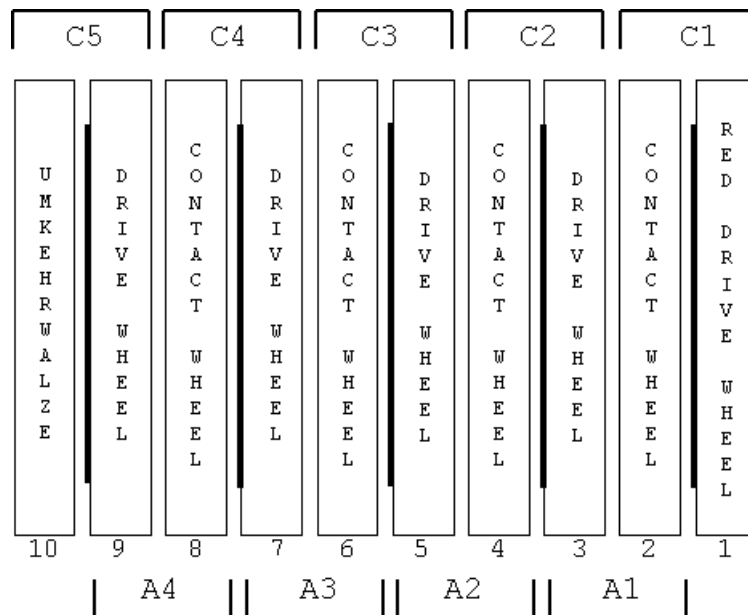 C5 C4 C3 C2 C1
UMKEHRWALZE
DRIVE WHEEL
CONTACT WHEEL
DRIVE WHEEL
CONTACT WHEEL
DRIVE WHEEL
CONTACT WHEEL
DRIVE WHEEL
CONTACT WHEEL
RED DRIVE WHEEL
10 9 8 7 6 5 4 3 2 1
A4 A3 A2 A1